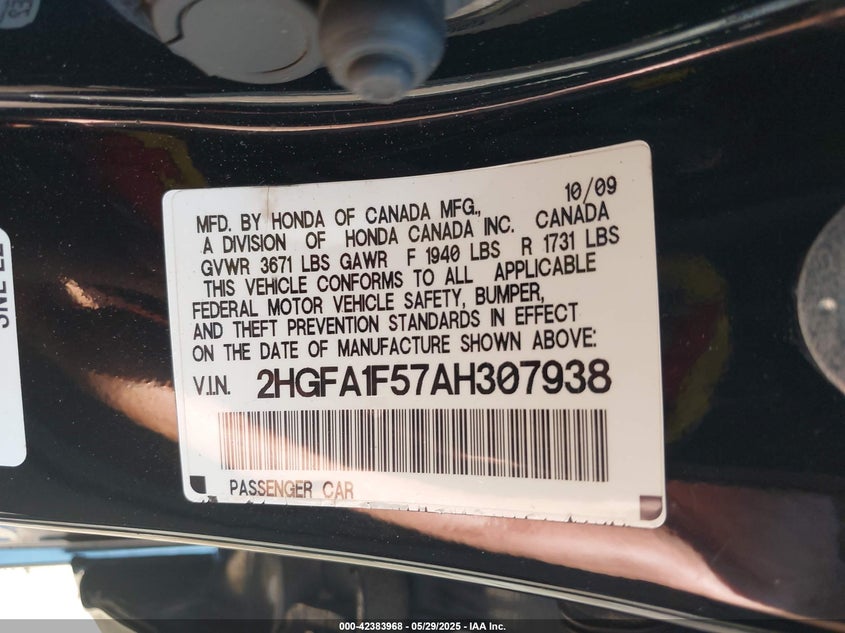 10/09
MFD. BY HONDA OF CANADA MFG.,
A DIVISION OF HONDA CANADA INC. CANADA
GVWR 3671 LBS GAWR F 1940 LBS R 1731 LBS
THIS VEHICLE CONFORMS TO ALL APPLICABLE
FEDERAL MOTOR VEHICLE SAFETY, BUMPER,
AND THEFT PREVENTION STANDARDS IN EFFECT
ON THE DATE OF MANUFACTURE SHOWN ABOVE:
V.I.N. 2HGFA1F57AH307938
PASSENGER CAR
000-42383968 - 05/29/2025 - IAA Inc.